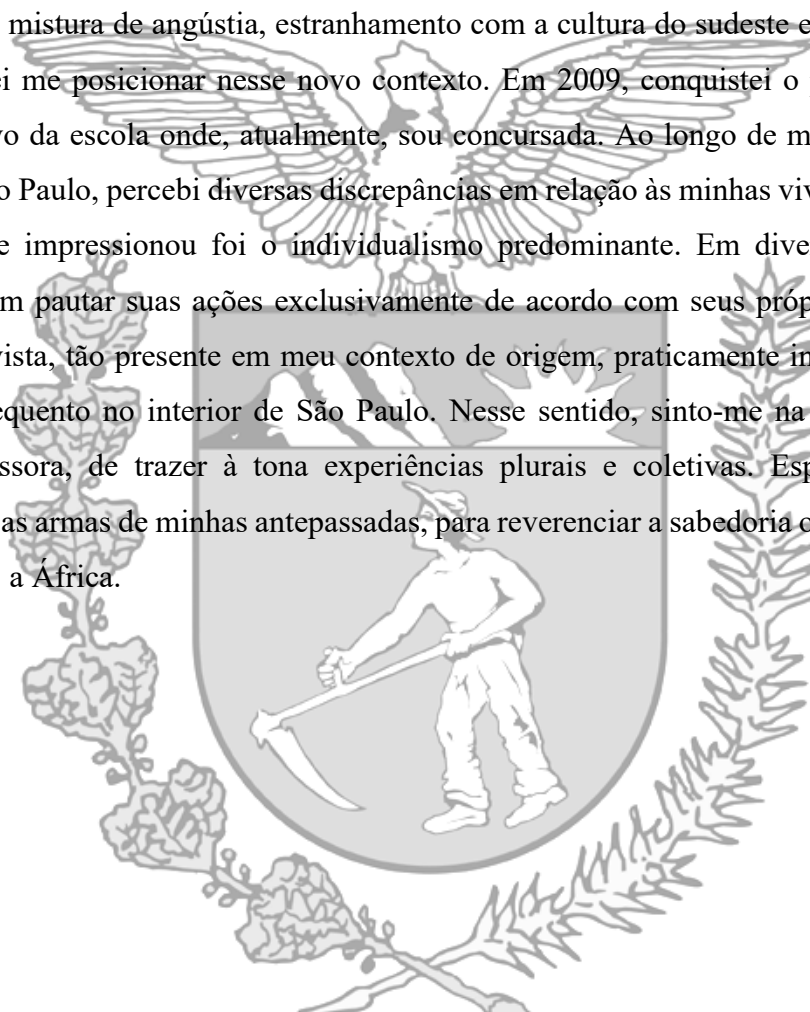 mistura de angústia, estranhamento com a cultura do sudeste e
ei me posicionar nesse novo contexto. Em 2009, conquistei o
vo da escola onde, atualmente, sou concursada. Ao longo de m
o Paulo, percebi diversas discrepâncias em relação às minhas viv
e impressionou foi o individualismo predominante. Em dive
m pautar suas ações exclusivamente de acordo com seus próp
vista, tão presente em meu contexto de origem, praticamente in
equento no interior de São Paulo. Nesse sentido, sinto-me na
ssora, de trazer à tona experiências plurais e coletivas. Esp
as armas de minhas antepassadas, para reverenciar a sabedoria o
a África.